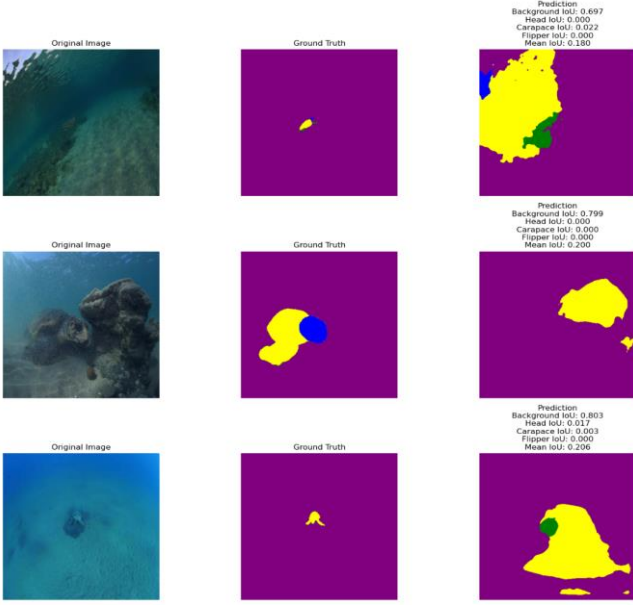 Original Image
Ground Truth
Prediction
Background IoU: 0.697
Head IoU: 0.000
Carapace IoU: 0.022
Flipper IoU: 0.000
Mean IoU: 0.180
Original Image
Ground Truth
Prediction
Background IoU: 0.799
Head IoU: 0.000
Carapace IoU: 0.000
Flipper IoU: 0.000
Mean IoU: 0.200
Original Image
Ground Truth
Prediction
Background IoU: 0.803
Head IoU: 0.017
Carapace IoU: 0.003
Flipper IoU: 0.000
Mean IoU: 0.206